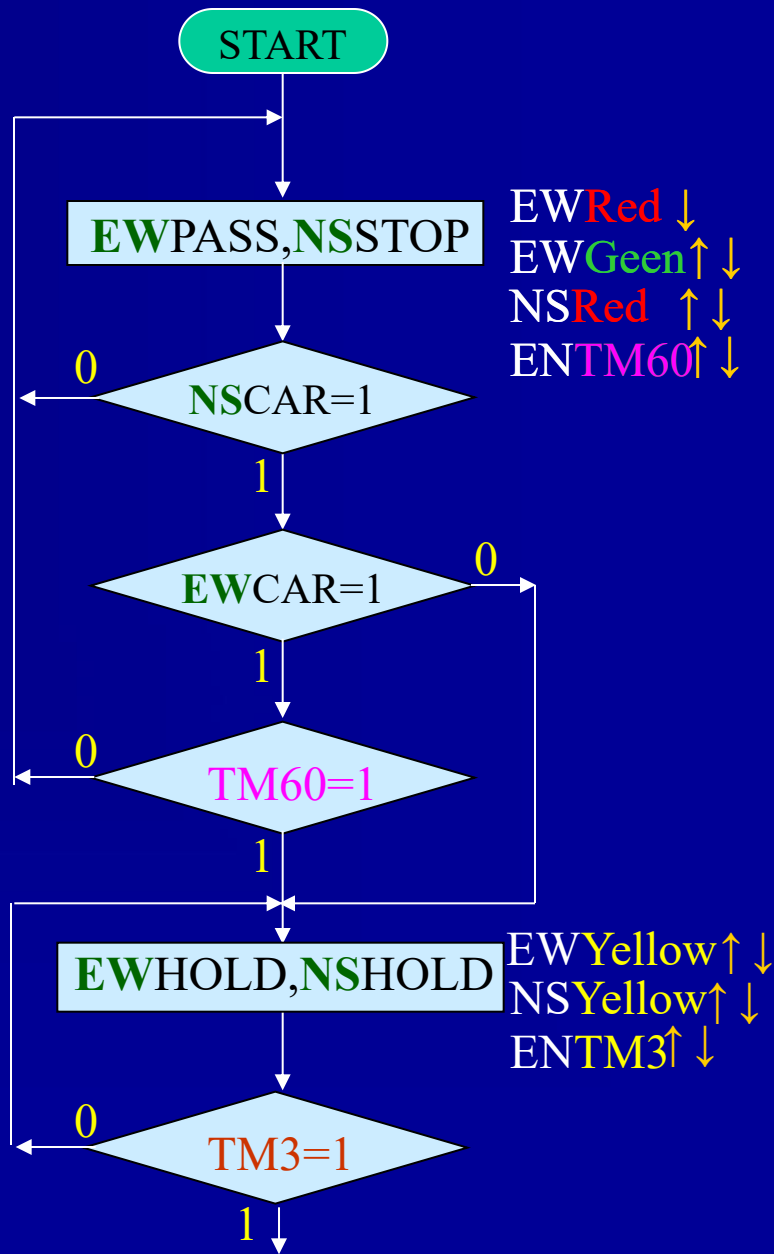 START
EWPASS,NSSTOP
EWRed ↓
EWGeen↑ ↓
NSRed ↑ ↓
ENTM60↑ ↓
0
NSCAR=1
1
0
EWCAR=1
1
0
TM60=1
1
EWHOLD,NSHOLD
EWYellow↑ ↓
NSYellow↑ ↓
ENTM3↑ ↓
0
TM3=1
1